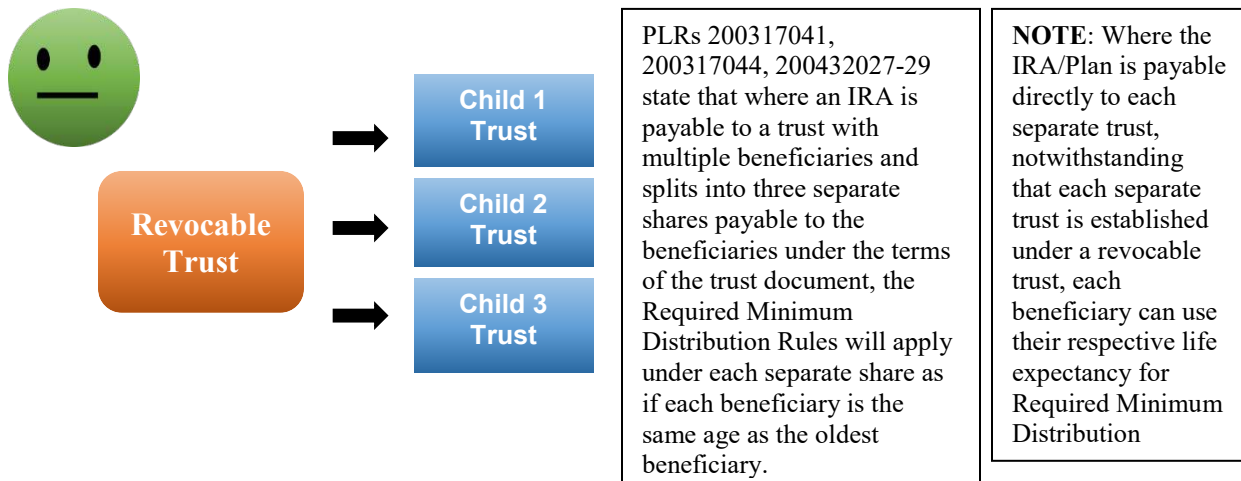 Revocable
Trust
Child 1
Trust
Child 2
Trust
Child 3
Trust
PLRs 200317041,
200317044, 200432027-29
state that where an IRA is
payable to a trust with
multiple beneficiaries and
splits into three separate
shares payable to the
beneficiaries under the terms
of the trust document, the
Required Minimum
Distribution Rules will apply
under each separate share as
if each beneficiary is the
same age as the oldest
beneficiary.
NOTE: Where the
IRA/Plan is payable
directly to each
separate trust,
notwithstanding
that each separate
trust is established
under a revocable
trust, each
beneficiary can use
their respective life
expectancy for
Required Minimum
Distribution